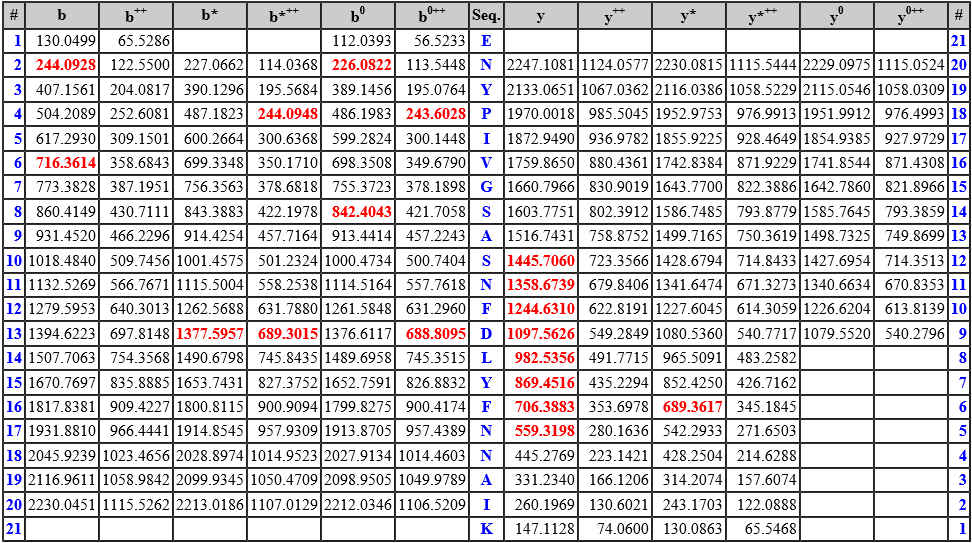 # b b++ b* b*++ b0 b0++ Seq. y y++ y* y*++ y0 y0++ #
1 130.0499 65.5286 112.0393 56.5233 E 21
2 244.0928 122.5500 227.0662 114.0368 226.0822 113.5448 N 2247.1081 1124.0577 2230.0815 1115.5444 2229.0975 1115.0524 20
3 407.1561 204.0817 390.1296 195.5684 389.1456 195.0764 Y 2133.0651 1067.0362 2116.0386 1058.5229 2115.0546 1058.0309 19
4 504.2089 252.6081 487.1823 244.0948 486.1983 243.6028 P 1970.0018 985.5045 1952.9753 976.9913 1951.9912 976.4993 18
5 617.2930 309.1501 600.2664 300.6368 599.2824 300.1448 I 1872.9490 936.9782 1855.9225 928.4649 1854.9385 927.9729 17
6 716.3614 358.6843 699.3348 350.1710 698.3508 349.6790 V 1759.8650 880.4361 1742.8384 871.9229 1741.8544 871.4308 16
7 773.3828 387.1951 756.3563 378.6818 755.3723 378.1898 G 1660.7966 830.9019 1643.7700 822.3886 1642.7860 821.8966 15
8 860.4149 430.7111 843.3883 422.1978 842.4043 421.7058 S 1603.7751 802.3912 1586.7485 793.8779 1585.7645 793.3859 14
9 931.4520 466.2296 914.4254 457.7164 913.4414 457.2243 A 1516.7431 758.8752 1499.7165 750.3619 1498.7325 749.8699 13
10 1018.4840 509.7456 1001.4575 501.2324 1000.4734 500.7404 S 1445.7060 723.3566 1428.6794 714.8433 1427.6954 714.3513 12
11 1132.5269 566.7671 1115.5004 558.2538 1114.5164 557.7618 N 1358.6739 679.8406 1341.6474 671.3273 1340.6634 670.8353 11
12 1279.5953 640.3013 1262.5688 631.7880 1261.5848 631.2960 F 1244.6310 622.8191 1227.6045 614.3059 1226.6204 613.8139 10
13 1394.6223 697.8148 1377.5957 689.3015 1376.6117 688.8095 D 1097.5626 549.2849 1080.5360 540.7717 1079.5520 540.2796 9
14 1507.7063 754.3568 1490.6798 745.8435 1489.6958 745.3515 L 982.5356 491.7715 965.5091 483.2582 8
15 1670.7697 835.8885 1653.7431 827.3752 1652.7591 826.8832 Y 869.4516 435.2294 852.4250 426.7162 7
16 1817.8381 909.4227 1800.8115 900.9094 1799.8275 900.4174 F 706.3883 353.6978 689.3617 345.1845 6
17 1931.8810 966.4441 1914.8545 957.9309 1913.8705 957.4389 N 559.3198 280.1636 542.2933 271.6503 5
18 2045.9239 1023.4656 2028.8974 1014.9523 2027.9134 1014.4603 N 445.2769 223.1421 428.2504 214.6288 4
19 2116.9611 1058.9842 2099.9345 1050.4709 2098.9505 1049.9789 A 331.2340 166.1206 314.2074 157.6074 3
20 2230.0451 1115.5262 2213.0186 1107.0129 2212.0346 1106.5209 I 260.1969 130.6021 243.1703 122.0888 2
21 K 147.1128 74.0600 130.0863 65.5468 1